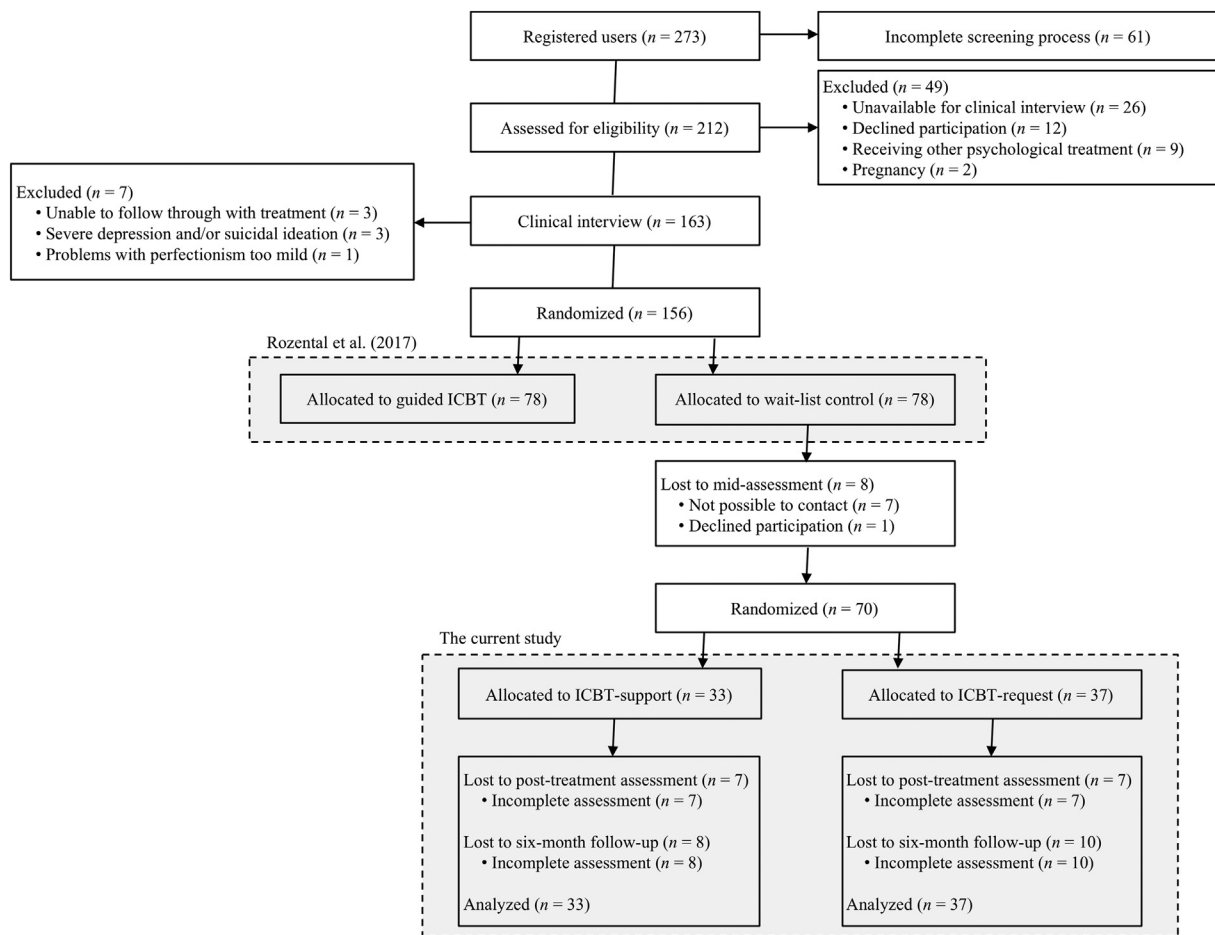 Registered users (n = 273)
Incomplete screening process (n = 61)
Assessed for eligibility (n = 212)
Excluded (n = 49)
• Unavailable for clinical interview (n = 26)
• Declined participation (n = 12)
• Receiving other psychological treatment (n = 9)
• Pregnancy (n = 2)
Excluded (n = 7)
• Unable to follow through with treatment (n = 3)
• Severe depression and/or suicidal ideation (n = 3)
• Problems with perfectionism too mild (n = 1)
Clinical interview (n = 163)
Randomized (n = 156)
Rozental et al. (2017)
Allocated to guided ICBT (n = 78)
Allocated to wait-list control (n = 78)
Lost to mid-assessment (n = 8)
• Not possible to contact (n = 7)
• Declined participation (n = 1)
Randomized (n = 70)
The current study
Allocated to ICBT-support (n = 33)
Allocated to ICBT-request (n = 37)
Lost to post-treatment assessment (n = 7)
• Incomplete assessment (n = 7)
Lost to six-month follow-up (n = 8)
• Incomplete assessment (n = 8)
Analyzed (n = 33)
Lost to post-treatment assessment (n = 7)
• Incomplete assessment (n = 7)
Lost to six-month follow-up (n = 10)
• Incomplete assessment (n = 10)
Analyzed (n = 37)